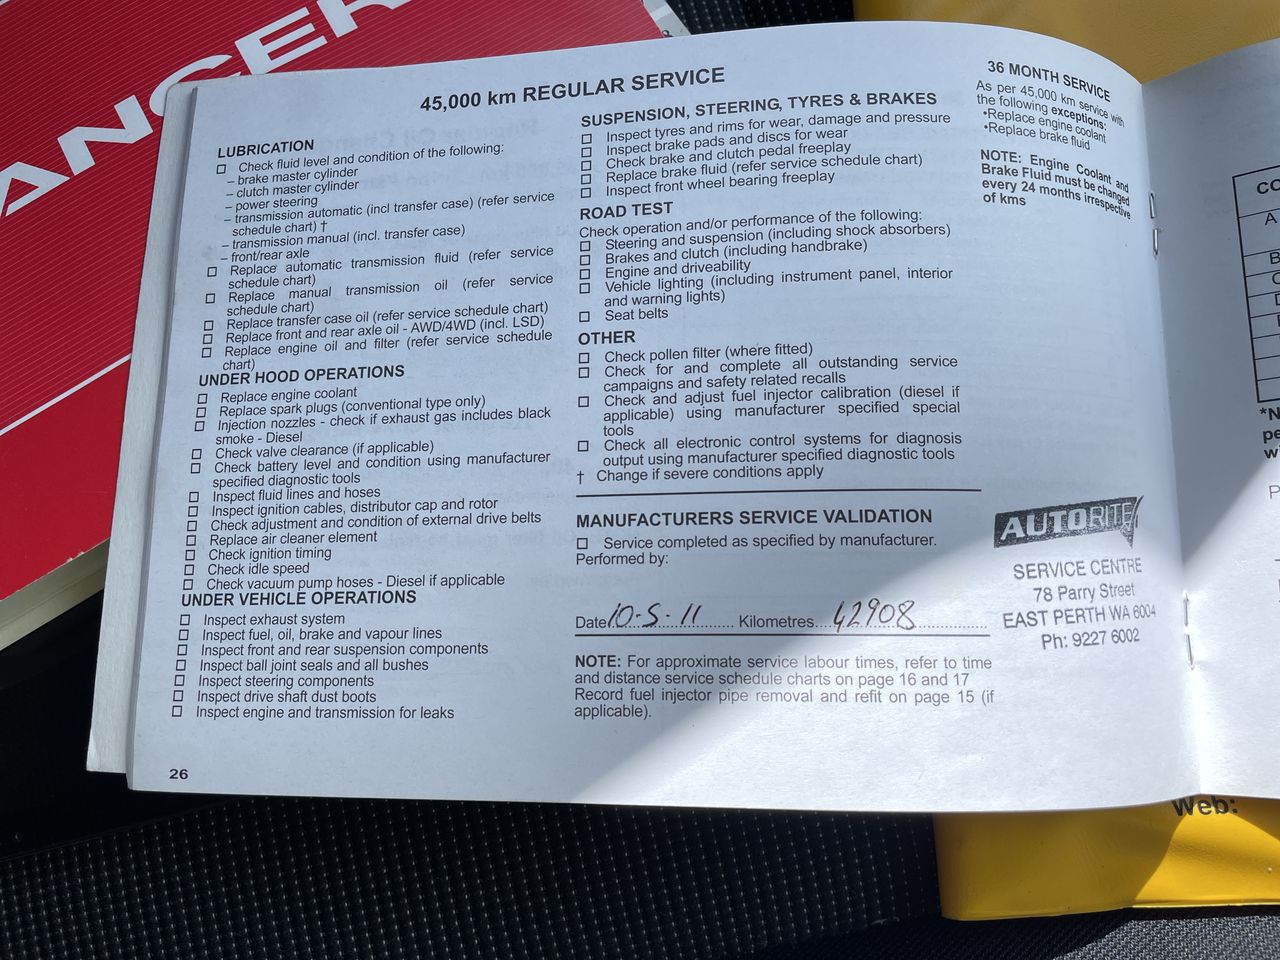 ANCER
45,000 km REGULAR SERVICE
LUBRICATION
□ Check fluid level and condition of the following:
– brake master cylinder
– clutch master cylinder
– power steering
– transmission automatic (incl transfer case) (refer service
schedule chart) †
– transmission manual (incl. transfer case)
– front/rear axle
□ Replace automatic transmission fluid (refer service
schedule chart)
□ Replace manual transmission oil (refer service
schedule chart)
□ Replace transfer case oil (refer service schedule chart)
□ Replace front and rear axle oil - AWD/4WD (incl. LSD)
□ Replace engine oil and filter (refer service schedule
chart)
UNDER HOOD OPERATIONS
□ Replace engine coolant
□ Replace spark plugs (conventional type only)
□ Injection nozzles - check if exhaust gas includes black
smoke - Diesel
□ Check valve clearance (if applicable)
□ Check battery level and condition using manufacturer
specified diagnostic tools
□ Inspect fluid lines and hoses
□ Inspect ignition cables, distributor cap and rotor
□ Check adjustment and condition of external drive belts
□ Replace air cleaner element
□ Check ignition timing
□ Check idle speed
□ Check vacuum pump hoses - Diesel if applicable
UNDER VEHICLE OPERATIONS
□ Inspect exhaust system
□ Inspect fuel, oil, brake and vapour lines
□ Inspect front and rear suspension components
□ Inspect ball joint seals and all bushes
□ Inspect steering components
□ Inspect drive shaft dust boots
□ Inspect engine and transmission for leaks
26
SUSPENSION, STEERING, TYRES & BRAKES
□ Inspect tyres and rims for wear, damage and pressure
□ Inspect brake pads and discs for wear
□ Check brake and clutch pedal freeplay
□ Replace brake fluid (refer service schedule chart)
□ Inspect front wheel bearing freeplay
ROAD TEST
Check operation and/or performance of the following:
□ Steering and suspension (including shock absorbers)
□ Brakes and clutch (including handbrake)
□ Engine and driveability
□ Vehicle lighting (including instrument panel, interior
and warning lights)
□ Seat belts
OTHER
□ Check pollen filter (where fitted)
□ Check for and complete all outstanding service
campaigns and safety related recalls
□ Check and adjust fuel injector calibration (diesel if
applicable) using manufacturer specified special
tools
□ Check all electronic control systems for diagnosis
output using manufacturer specified diagnostic tools
† Change if severe conditions apply
MANUFACTURERS SERVICE VALIDATION
□ Service completed as specified by manufacturer.
Performed by:
Date 10-5-11 Kilometres 42908
NOTE: For approximate service labour times, refer to time
and distance service schedule charts on page 16 and 17
Record fuel injector pipe removal and refit on page 15 (if
applicable).
36 MONTH SERVICE
As per 45,000 km service with
the following exceptions:
•Replace engine coolant
•Replace brake fluid
NOTE: Engine Coolant and
Brake Fluid must be changed
every 24 months irrespective
of kms
AUTORITE
SERVICE CENTRE
78 Parry Street
EAST PERTH WA 6004
Ph: 9227 6002
CO
A
B
*N
pe
Web: